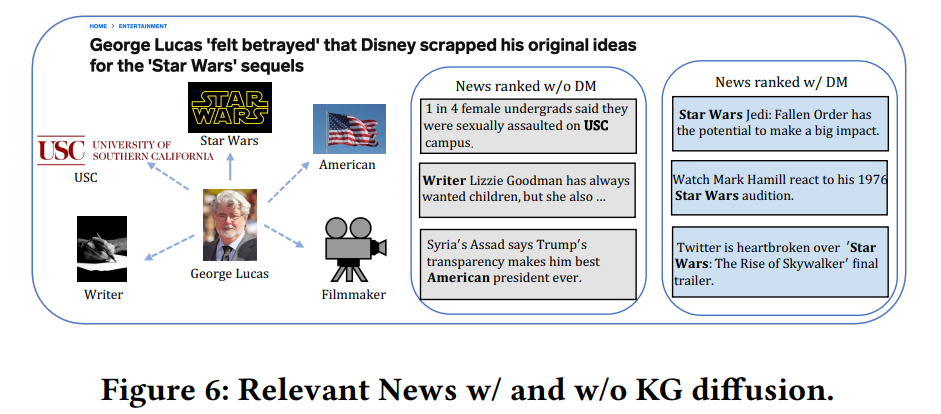 HOME > ENTERTAINMENT
George Lucas 'felt betrayed' that Disney scrapped his original ideas
for the 'Star Wars' sequels
STAR
WARS
Star Wars
USC UNIVERSITY OF
SOUTHERN CALIFORNIA
USC
American
George Lucas
Writer
Filmmaker
News ranked w/o DM
1 in 4 female undergrads said they
were sexually assaulted on USC
campus.
Writer Lizzie Goodman has always
wanted children, but she also ...
Syria's Assad says Trump's
transparency makes him best
American president ever.
News ranked w/ DM
Star Wars Jedi: Fallen Order has
the potential to make a big impact.
Watch Mark Hamill react to his 1976
Star Wars audition.
Twitter is heartbroken over 'Star
Wars: The Rise of Skywalker' final
trailer.
Figure 6: Relevant News w/ and w/o KG diffusion.